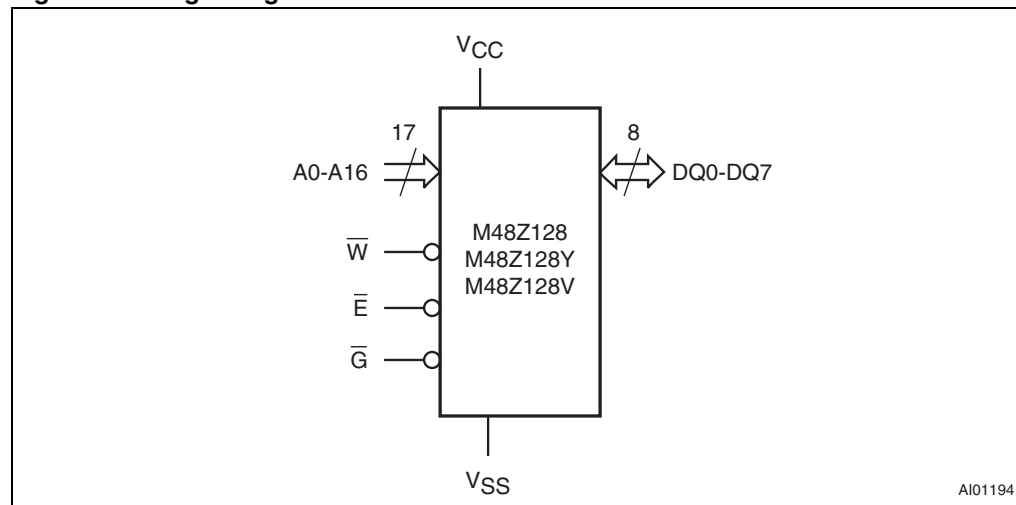 VCC
17
8
A0-A16
DQ0-DQ7
M48Z128
W
M48Z128Y
M48Z128V
E
G
VSS
AI01194